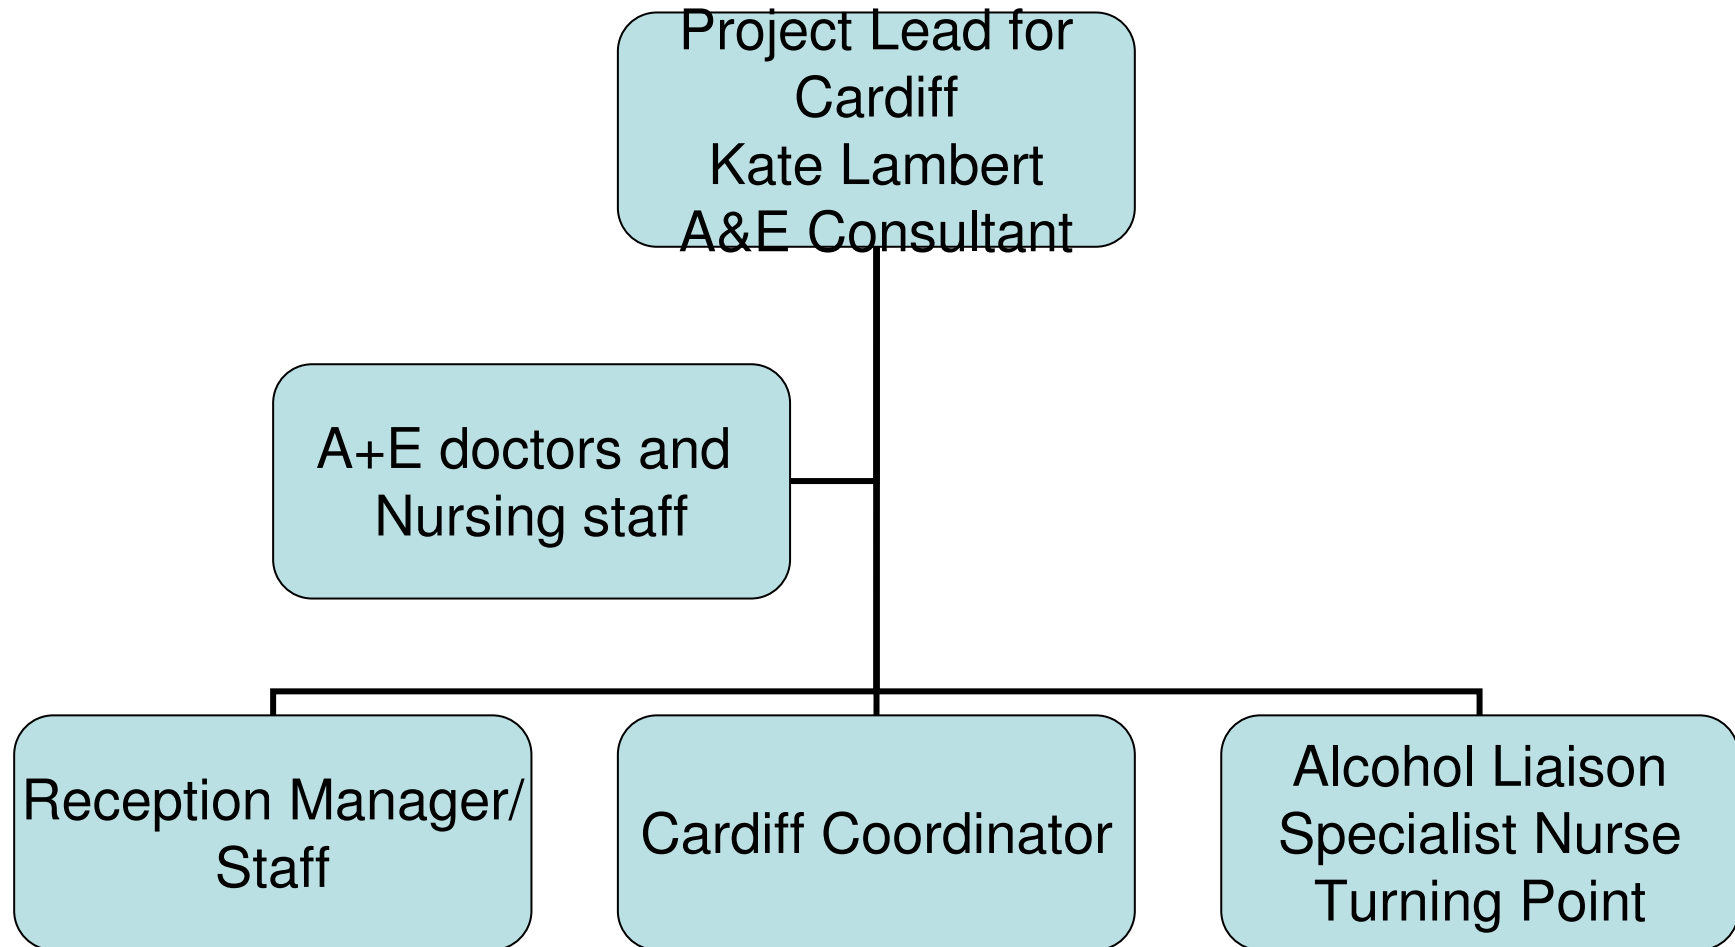 Project Lead for
Cardiff
Kate Lambert
A&E Consultant
A+E doctors and
Nursing staff
Reception Manager/
Staff
Cardiff Coordinator
Alcohol Liaison
Specialist Nurse
Turning Point